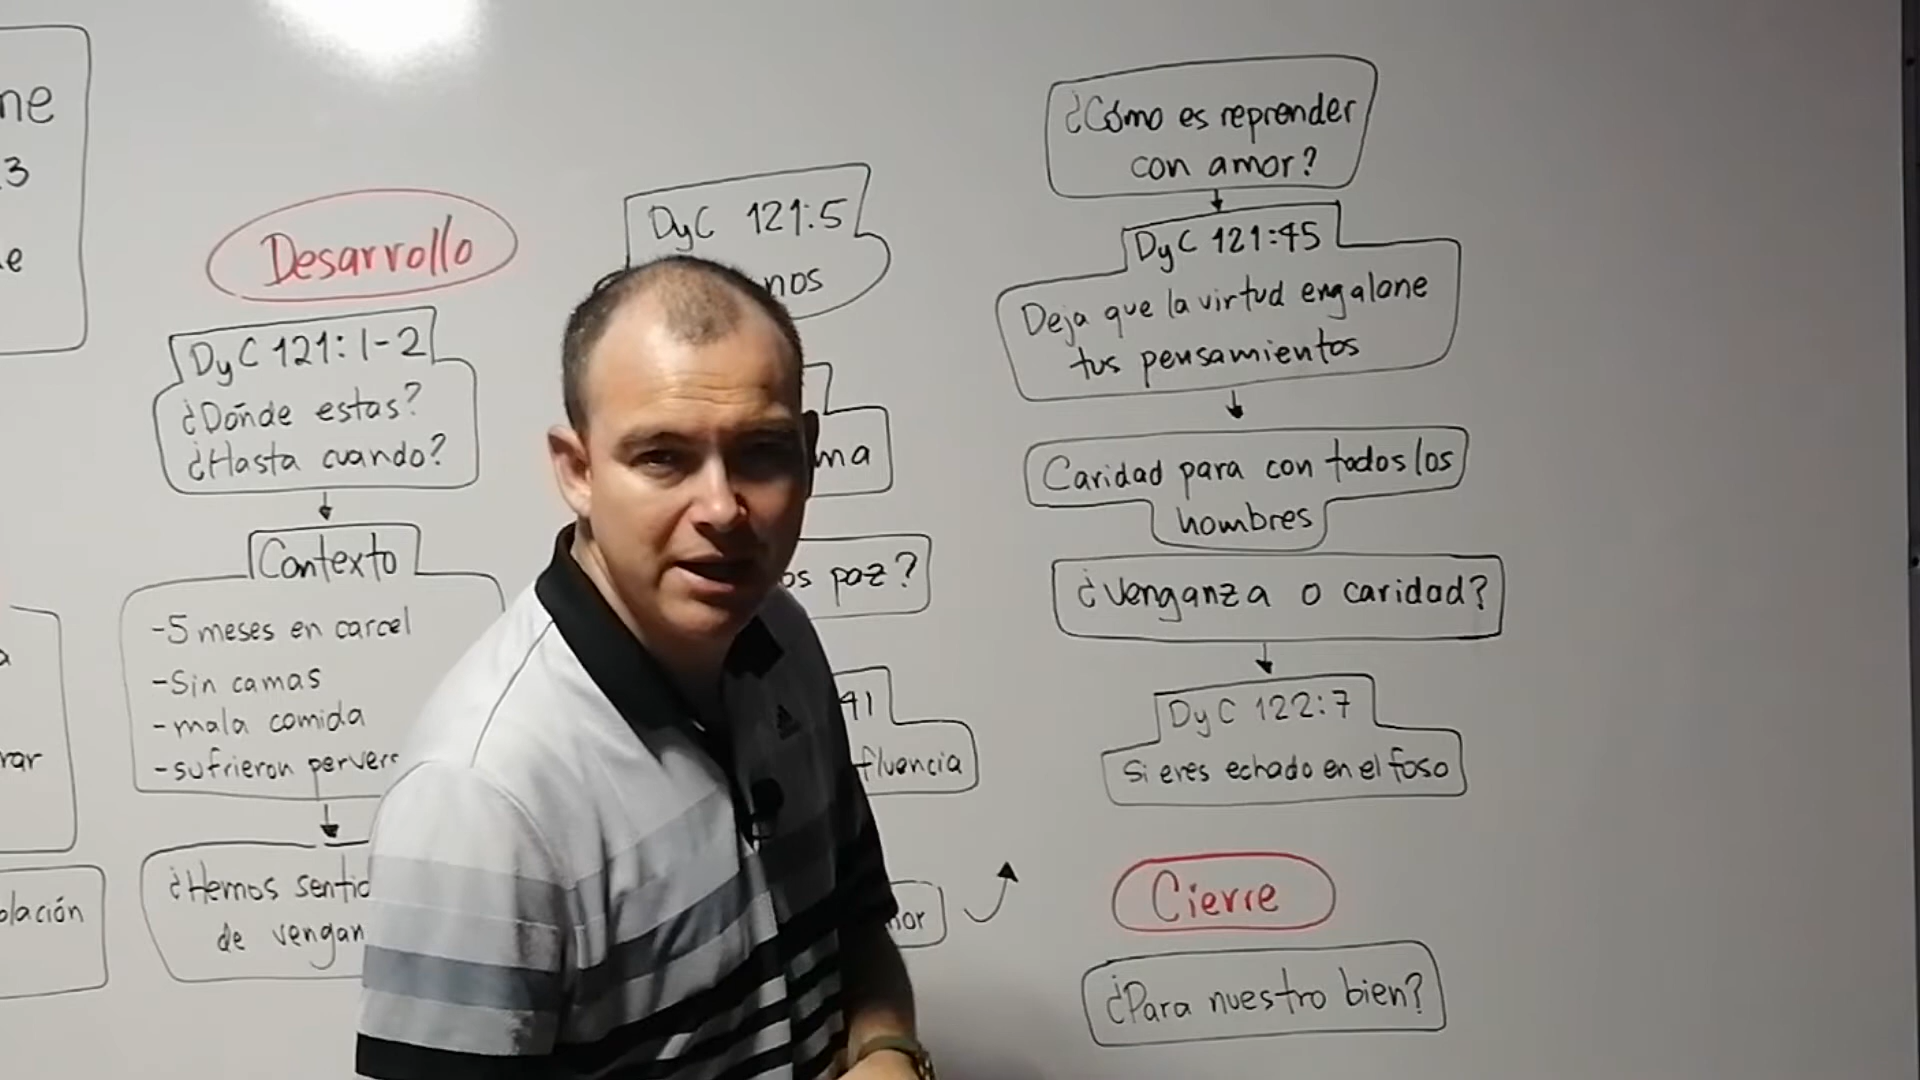 ne
3
e
rar
olación
Desarrollo
DyC 121:1-2
¿Dónde estas?
¿Hasta cuando?
Contexto
-5 meses en carcel
-Sin camas
-mala comida
-sufrieron pervers
¿Hemos sentid
de vengan
DyC 121:5
nos
ma
os paz?
41
fluencia
mor
¿Cómo es reprender
con amor?
DyC 121:45
Deja que la virtud engalane
tus pensamientos
Caridad para con todos los
hombres
¿Venganza o caridad?
DyC 122:7
Si eres echado en el foso
Cierre
¿Para nuestro bien?